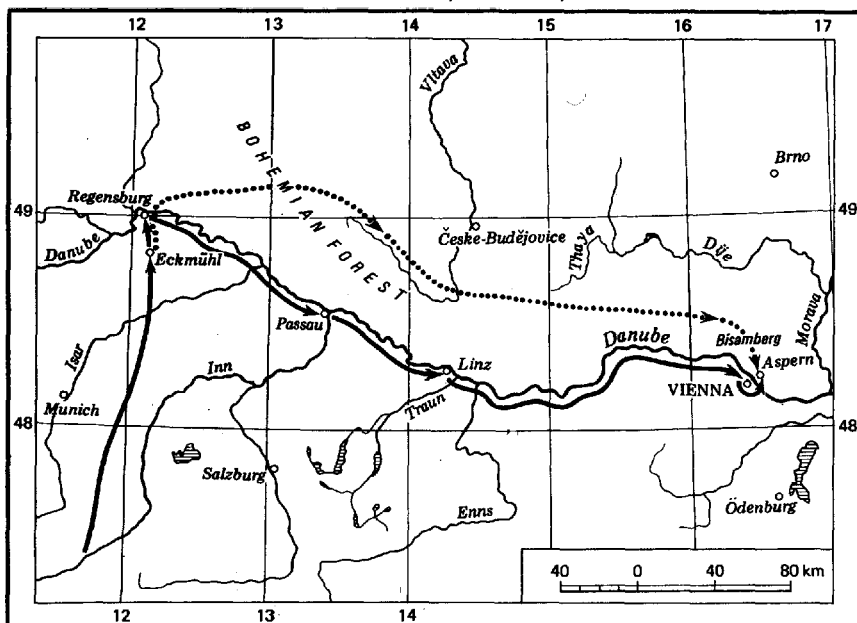 12 13 14 15 16 17
Vltava
BOHEMIAN FOREST
Brno
Regensburg
49 49
Česke-Budějovice
Danube
Eckmühl
Thaya
Dije
Morava
Passau
Bisamberg
Danube
Aspern
Isar
Inn
Linz
VIENNA
Munich
Traun
48 48
Salzburg
Enns
Ödenburg
40 0 40 80 km
12 13 14